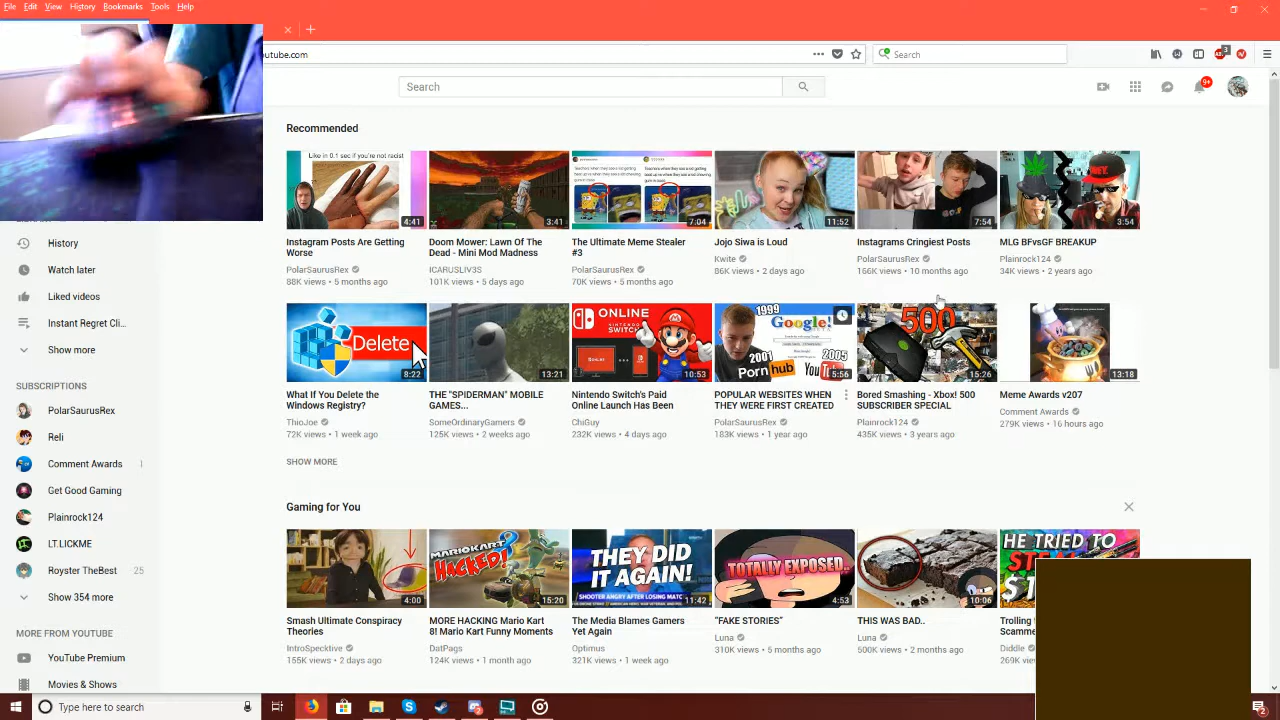 File Edit View History Bookmarks Tools Help
outube.com
Search
3
Search
9+
Recommended
Like in 0.1 sec if you're not racist
4:41
3:41
7:04
11:52
7:54
3:54
Instagram Posts Are Getting Worse
PolarSaurusRex
88K views • 5 months ago
Doom Mower: Lawn Of The Dead - Mini Mod Madness
ICARUSLIV3S
101K views • 5 days ago
The Ultimate Meme Stealer #3
PolarSaurusRex
70K views • 5 months ago
Jojo Siwa is Loud
Kwite
86K views • 2 days ago
Instagrams Cringiest Posts
PolarSaurusRex
166K views • 10 months ago
MLG BFvsGF BREAKUP
Plainrock124
34K views • 2 years ago
Delete
8:22
13:21
ONLINE
10:53
1999
Google!
2001
Porn hub
2005
You
5:56
500
15:26
13:18
What If You Delete the Windows Registry?
ThioJoe
72K views • 1 week ago
THE "SPIDERMAN" MOBILE GAMES...
SomeOrdinaryGamers
125K views • 2 weeks ago
Nintendo Switch's Paid Online Launch Has Been
ChiGuy
232K views • 4 days ago
POPULAR WEBSITES WHEN THEY WERE FIRST CREATED
PolarSaurusRex
183K views • 1 year ago
Bored Smashing - Xbox! 500 SUBSCRIBER SPECIAL
Plainrock124
435K views • 3 years ago
Meme Awards v207
Comment Awards
279K views • 16 hours ago
SHOW MORE
Gaming for You
4:00
MARIO KART HACKED?
15:20
THEY DID IT AGAIN!
SHOOTER ANGRY AFTER LOSING MATC
11:42
TOTALLY EXPOSED..
4:53
10:06
HE TRIED TO
Smash Ultimate Conspiracy Theories
IntroSpecktive
155K views • 2 days ago
MORE HACKING Mario Kart 8! Mario Kart Funny Moments
DatPags
124K views • 1 month ago
The Media Blames Gamers Yet Again
Optimus
321K views • 1 week ago
"FAKE STORIES"
Luna
310K views • 5 months ago
THIS WAS BAD..
Luna
500K views • 2 months ago
Trolling
Scamme
Diddle
269K
History
Watch later
Liked videos
Instant Regret Cli...
Show more
SUBSCRIPTIONS
PolarSaurusRex
Reli
Comment Awards 1
Get Good Gaming
Plainrock124
LT.LICKME
Royster TheBest 25
Show 354 more
MORE FROM YOUTUBE
YouTube Premium
Movies & Shows
Type here to search
2